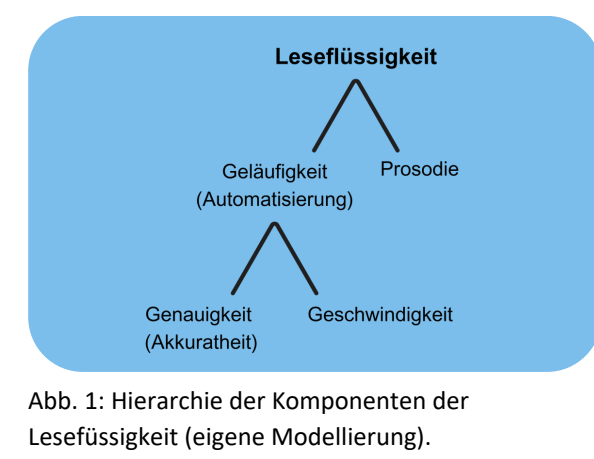 Leseflüssigkeit
Geläufigkeit
(Automatisierung)
Prosodie
Genauigkeit
(Akkuratheit)
Geschwindigkeit
Abb. 1: Hierarchie der Komponenten der
Lesefüssigkeit (eigene Modellierung).